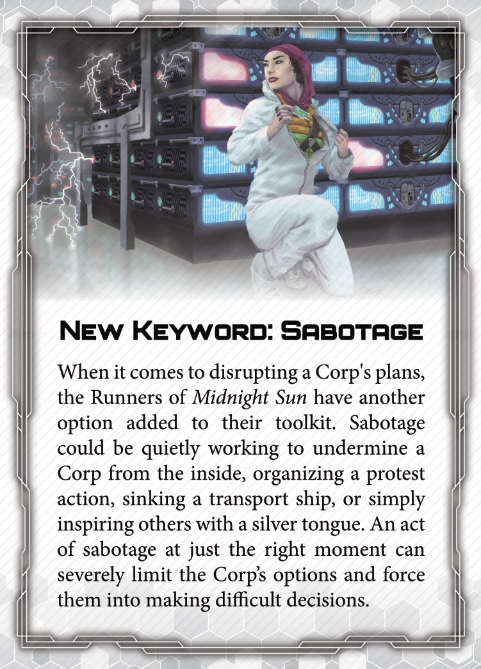 New Keyword: Sabotage
When it comes to disrupting a Corp's plans,
the Runners of Midnight Sun have another
option added to their toolkit. Sabotage
could be quietly working to undermine a
Corp from the inside, organizing a protest
action, sinking a transport ship, or simply
inspiring others with a silver tongue. An act
of sabotage at just the right moment can
severely limit the Corp’s options and force
them into making difficult decisions.